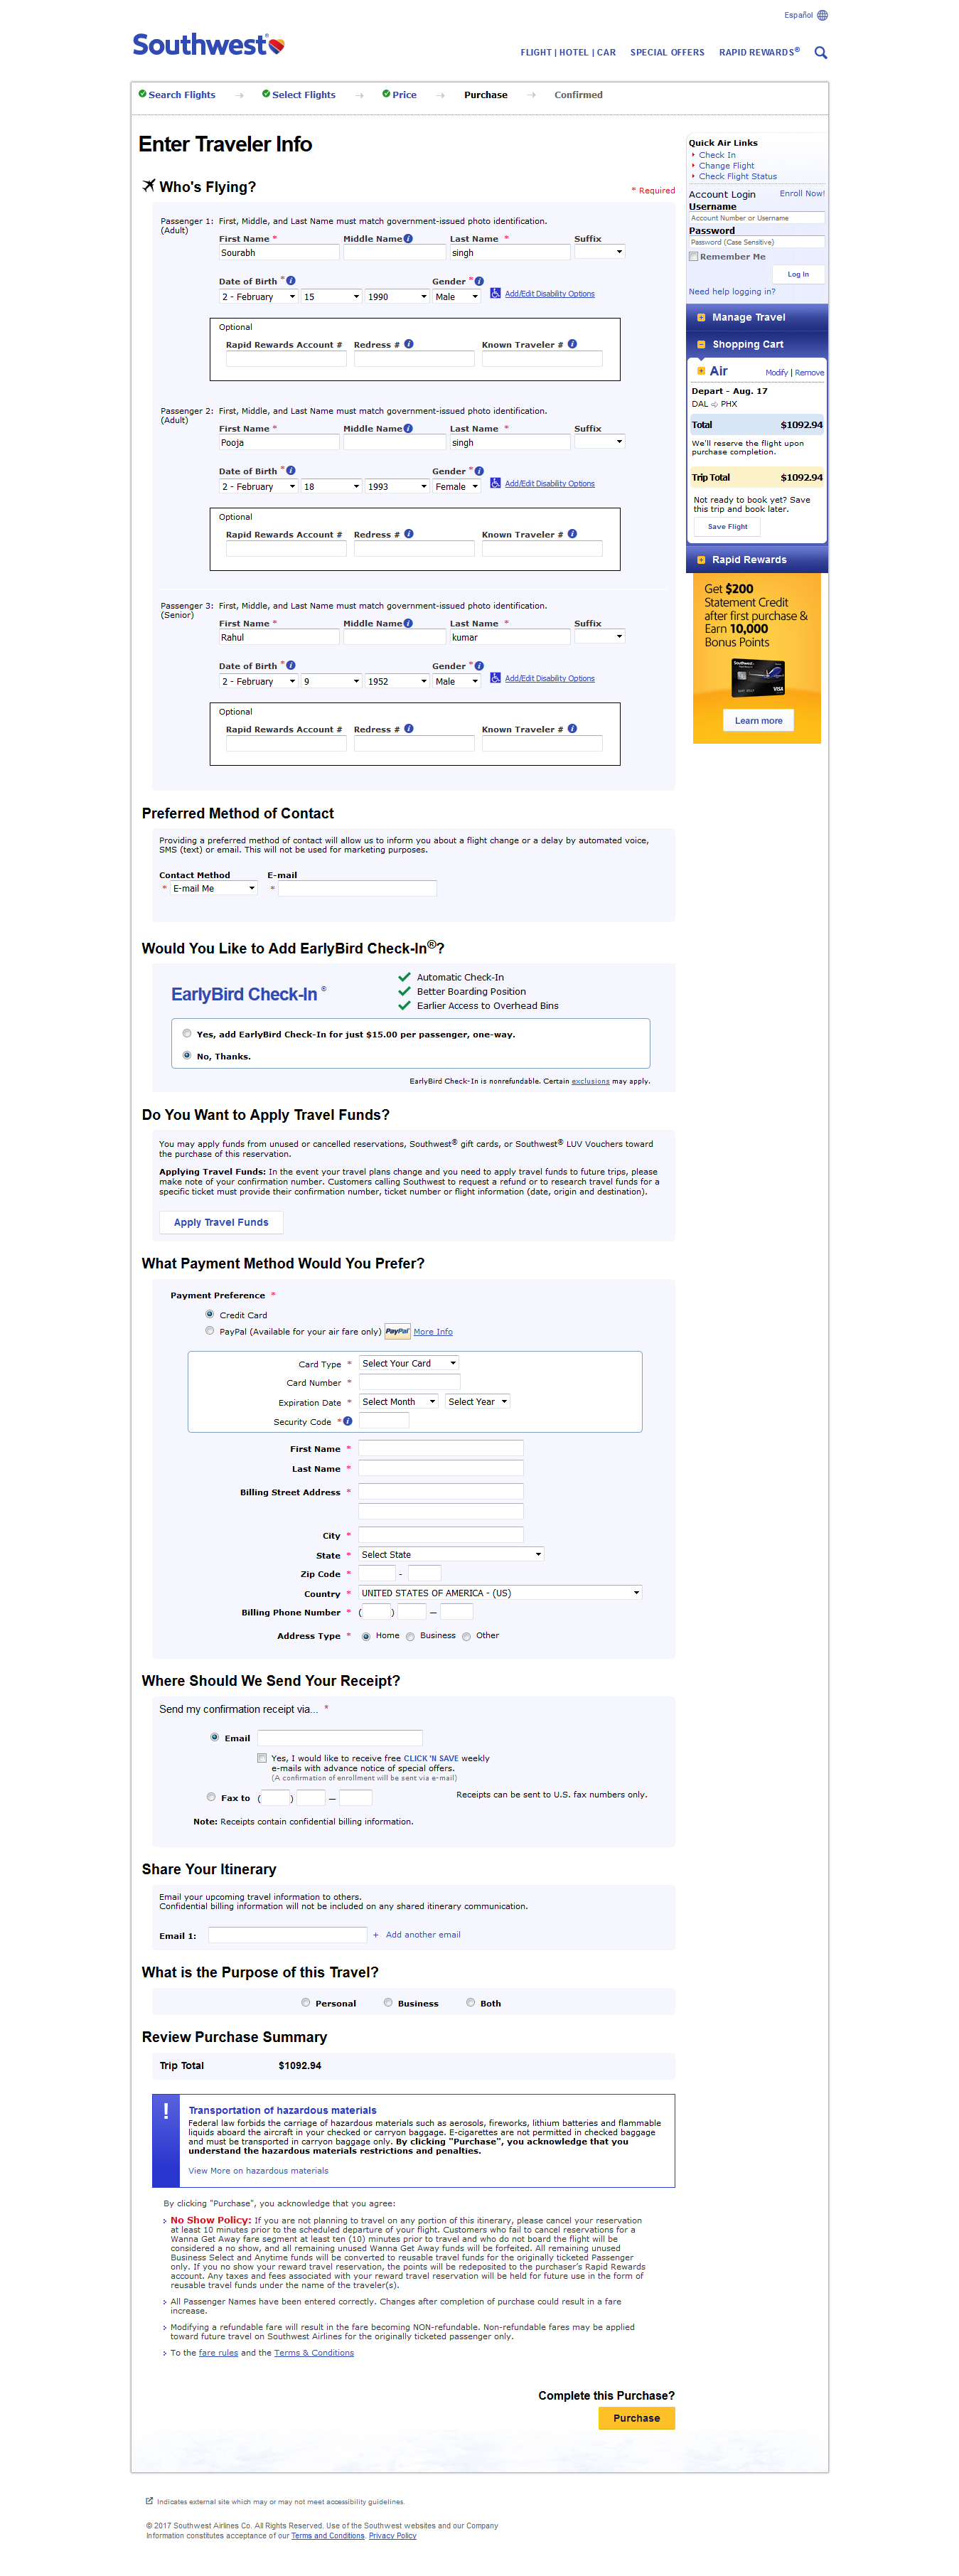 Español
Southwest®
FLIGHT | HOTEL | CAR SPECIAL OFFERS RAPID REWARDS®
Search Flights → Select Flights → Price → Purchase → Confirmed
Enter Traveler Info
Who's Flying?
* Required
Passenger 1: First, Middle, and Last Name must match government-issued photo identification.
(Adult)
First Name * Middle Name Last Name * Suffix
Sourabh singh
Date of Birth * Gender *
2 - February 15 1990 Male Add/Edit Disability Options
Optional
Rapid Rewards Account # Redress # Known Traveler #
Passenger 2: First, Middle, and Last Name must match government-issued photo identification.
(Adult)
First Name * Middle Name Last Name * Suffix
Pooja singh
Date of Birth * Gender *
2 - February 18 1993 Female Add/Edit Disability Options
Optional
Rapid Rewards Account # Redress # Known Traveler #
Passenger 3: First, Middle, and Last Name must match government-issued photo identification.
(Senior)
First Name * Middle Name Last Name * Suffix
Rahul kumar
Date of Birth * Gender *
2 - February 9 1952 Male Add/Edit Disability Options
Optional
Rapid Rewards Account # Redress # Known Traveler #
Preferred Method of Contact
Providing a preferred method of contact will allow us to inform you about a flight change or a delay by automated voice,
SMS (text) or email. This will not be used for marketing purposes.
Contact Method E-mail
* E-mail Me *
Would You Like to Add EarlyBird Check-In®?
EarlyBird Check-In ®
Automatic Check-In
Better Boarding Position
Earlier Access to Overhead Bins
Yes, add EarlyBird Check-In for just $15.00 per passenger, one-way.
No, Thanks.
EarlyBird Check-In is nonrefundable. Certain exclusions may apply.
Do You Want to Apply Travel Funds?
You may apply funds from unused or cancelled reservations, Southwest® gift cards, or Southwest® LUV Vouchers toward
the purchase of this reservation.
Applying Travel Funds: In the event your travel plans change and you need to apply travel funds to future trips, please
make note of your confirmation number. Customers calling Southwest to request a refund or to research travel funds for a
specific ticket must provide their confirmation number, ticket number or flight information (date, origin and destination).
Apply Travel Funds
What Payment Method Would You Prefer?
Payment Preference *
Credit Card
PayPal (Available for your air fare only) PayPal More Info
Card Type * Select Your Card
Card Number *
Expiration Date * Select Month Select Year
Security Code *
First Name *
Last Name *
Billing Street Address *
City *
State * Select State
Zip Code * -
Country * UNITED STATES OF AMERICA - (US)
Billing Phone Number * ( ) —
Address Type * Home Business Other
Where Should We Send Your Receipt?
Send my confirmation receipt via... *
Email
Yes, I would like to receive free CLICK 'N SAVE weekly
e-mails with advance notice of special offers.
(A confirmation of enrollment will be sent via e-mail)
Fax to ( ) — Receipts can be sent to U.S. fax numbers only.
Note: Receipts contain confidential billing information.
Share Your Itinerary
Email your upcoming travel information to others.
Confidential billing information will not be included on any shared itinerary communication.
Email 1: + Add another email
What is the Purpose of this Travel?
Personal Business Both
Review Purchase Summary
Trip Total $1092.94
!
Transportation of hazardous materials
Federal law forbids the carriage of hazardous materials such as aerosols, fireworks, lithium batteries and flammable
liquids aboard the aircraft in your checked or carryon baggage. E-cigarettes are not permitted in checked baggage
and must be transported in carryon baggage only. By clicking "Purchase", you acknowledge that you
understand the hazardous materials restrictions and penalties.
View More on hazardous materials
By clicking "Purchase", you acknowledge that you agree:
No Show Policy: If you are not planning to travel on any portion of this itinerary, please cancel your reservation
at least 10 minutes prior to the scheduled departure of your flight. Customers who fail to cancel reservations for a
Wanna Get Away fare segment at least ten (10) minutes prior to travel and who do not board the flight will be
considered a no show, and all remaining unused Wanna Get Away funds will be forfeited. All remaining unused
Business Select and Anytime funds will be converted to reusable travel funds for the originally ticketed Passenger
only. If you no show your reward travel reservation, the points will be redeposited to the purchaser's Rapid Rewards
account. Any taxes and fees associated with your reward travel reservation will be held for future use in the form of
reusable travel funds under the name of the traveler(s).
All Passenger Names have been entered correctly. Changes after completion of purchase could result in a fare
increase.
Modifying a refundable fare will result in the fare becoming NON-refundable. Non-refundable fares may be applied
toward future travel on Southwest Airlines for the originally ticketed passenger only.
To the fare rules and the Terms & Conditions
Complete this Purchase?
Purchase
Quick Air Links
Check In
Change Flight
Check Flight Status
Account Login Enroll Now!
Username
Account Number or Username
Password
Password (Case Sensitive)
Remember Me
Log In
Need help logging in?
Manage Travel
Shopping Cart
Air Modify | Remove
Depart - Aug. 17
DAL ⇨ PHX
Total $1092.94
We'll reserve the flight upon
purchase completion.
Trip Total $1092.94
Not ready to book yet? Save
this trip and book later.
Save Flight
Rapid Rewards
Get $200
Statement Credit
after first purchase &
Earn 10,000
Bonus Points
Southwest
VISA
Learn more
Indicates external site which may or may not meet accessibility guidelines.
© 2017 Southwest Airlines Co. All Rights Reserved. Use of the Southwest websites and our Company
Information constitutes acceptance of our Terms and Conditions. Privacy Policy